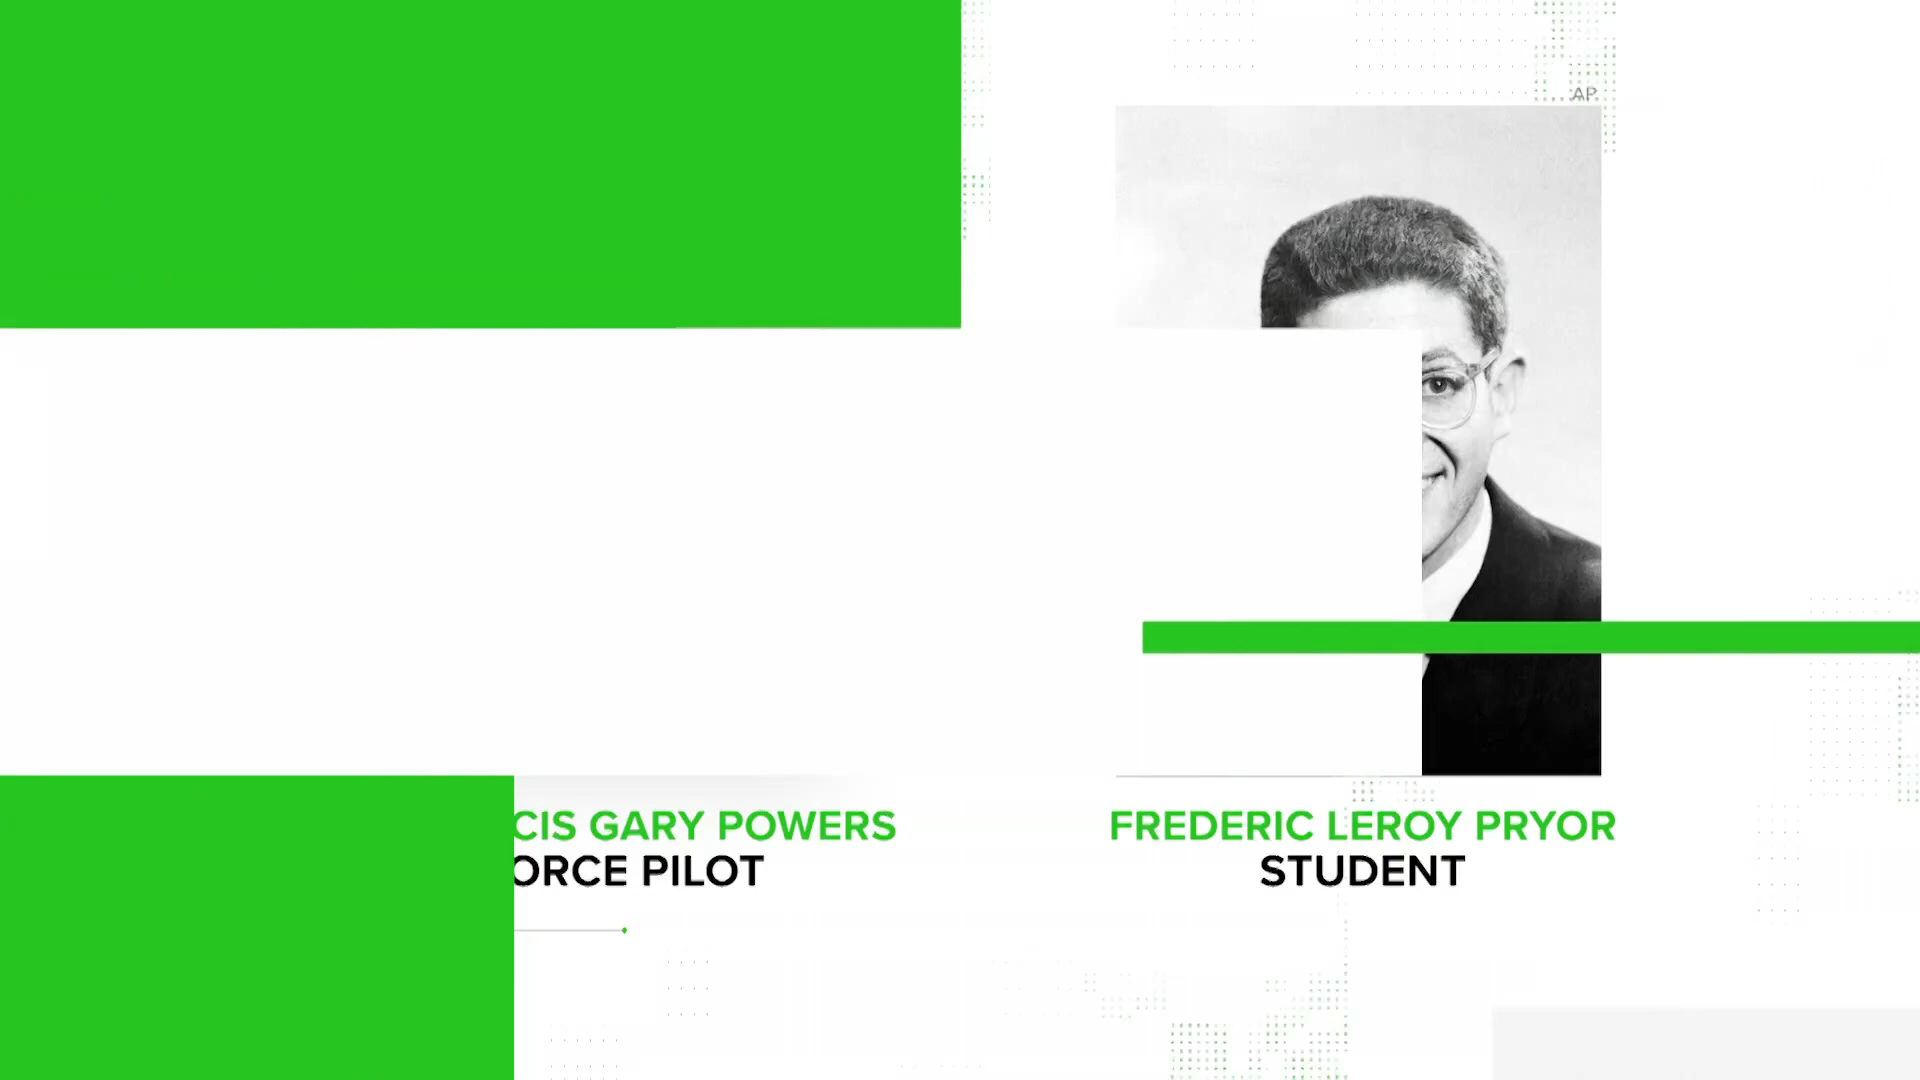 AP
CIS GARY POWERS
ORCE PILOT
FREDERIC LEROY PRYOR
STUDENT